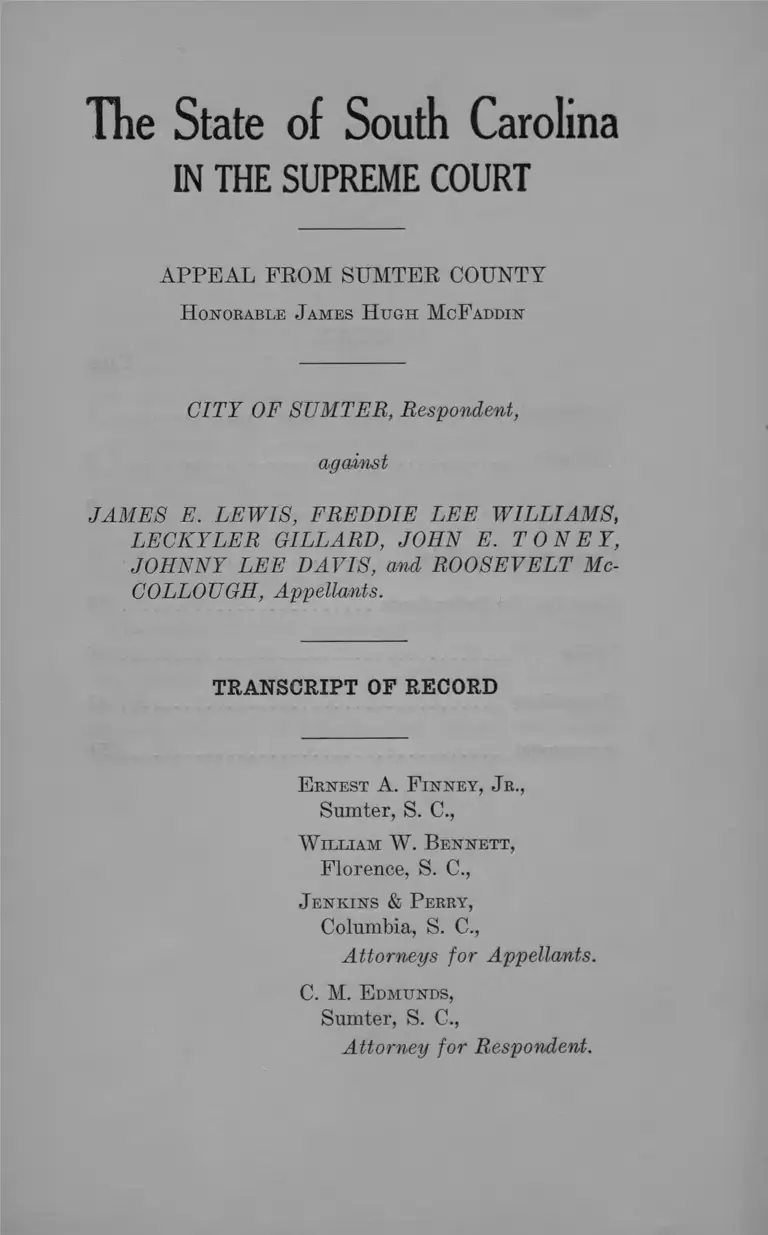 The State of South Carolina
IN THE SUPREME COURT
APPEAL FROM SUMTER COUNTY
Honorable James Hugh McFaddin
CITY OF SUMTER, Respondent,
against
JAMES E. LEWIS, FREDDIE LEE WILLIAMS,
LECKYLER GILLARD, JOHN E. TONEY,
JOHNNY LEE DAVIS, and ROOSEVELT Mc-
COLLOUGH, Appellants.
TRANSCRIPT OF RECORD
Ernest A. Finney, Jr.,
Sumter, S. C.,
William W. Bennett,
Florence, S. C.,
Jenkins & Perry,
Columbia, S. C.,
Attorneys for Appellants.
C. M. Edmunds,
Sumter, S. C.,
Attorney for Respondent.